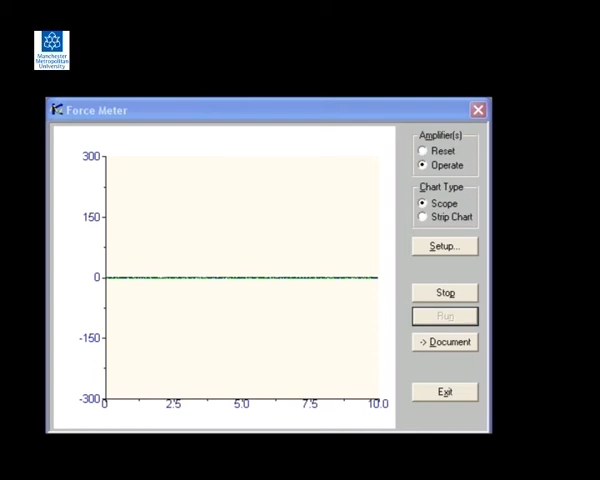 Manchester
Metropolitan
University
Force Meter
Amplifier(s)
Reset
Operate
Chart Type
Scope
Strip Chart
Setup...
Stop
Run
-> Document
Exit
300
150
0
-150
-300
0 2.5 5.0 7.5 10.0